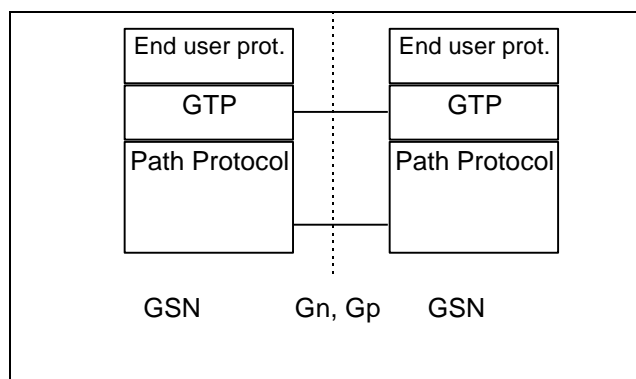 End user prot.
End user prot.
GTP
GTP
Path Protocol
Path Protocol
GSN
Gn, Gp
GSN